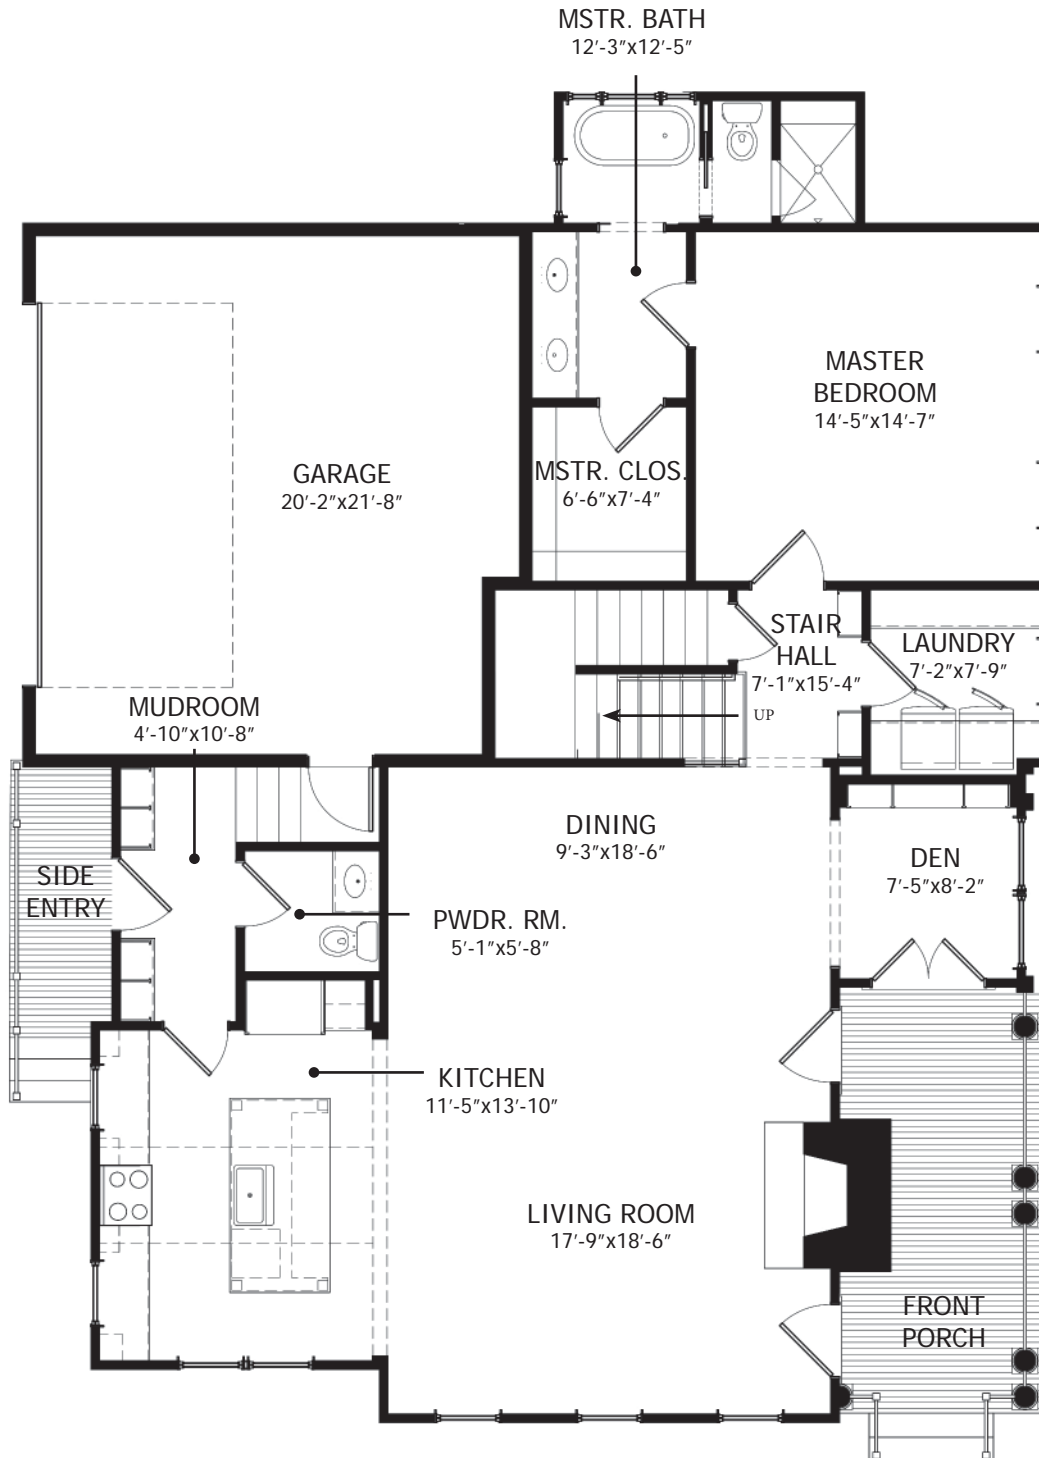 MSTR. BATH
12'-3"x12'-5"
MASTER
BEDROOM
14'-5"x14'-7"
GARAGE
20'-2"x21'-8"
MSTR. CLOS.
6'-6"x7'-4"
STAIR
HALL
7'-1"x15'-4"
LAUNDRY
7'-2"x7'-9"
UP
MUDROOM
4'-10"x10'-8"
DINING
9'-3"x18'-6"
DEN
7'-5"x8'-2"
SIDE
ENTRY
PWDR. RM.
5'-1"x5'-8"
KITCHEN
11'-5"x13'-10"
LIVING ROOM
17'-9"x18'-6"
FRONT
PORCH